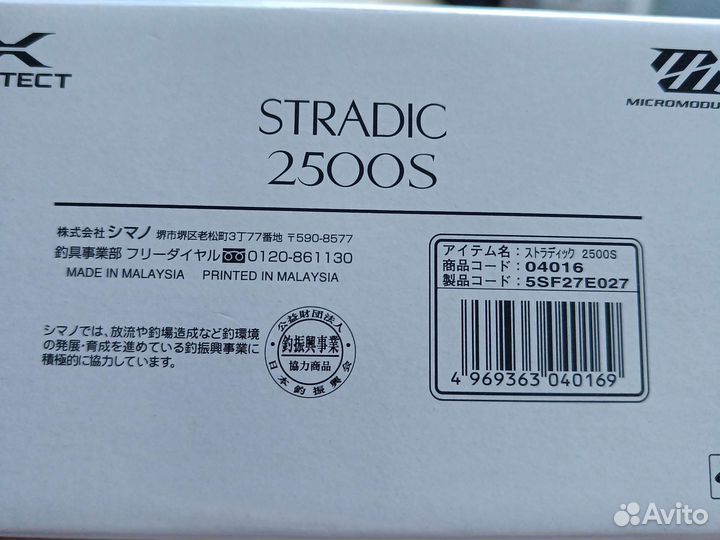 X
TECT
MICROMODU
STRADIC
2500S
株式会社 シマノ 堺市堺区老松町3丁77番地 〒590-8577
釣具事業部 フリーダイヤル 0120-861130
MADE IN MALAYSIA PRINTED IN MALAYSIA
シマノでは、放流や釣場造成など釣環境
の発展・育成を進めている釣振興事業に
積極的に協力しています。
公益財団法人
釣振興事業
協力商品
日本釣振興会
アイテム名: ストラディック 2500S
商品コード: 04016
製品コード: 5SF27E027
4 969363 040169
Avito